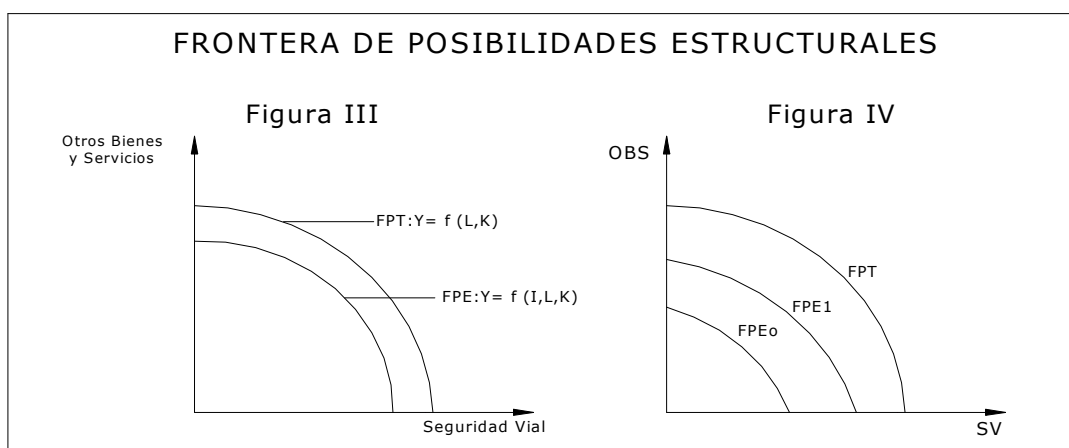 FRONTERA DE POSIBILIDADES ESTRUCTURALES
Figura III
Otros Bienes
y Servicios
FPT:Y= f (L,K)
FPE:Y= f (I,L,K)
Seguridad Vial
Figura IV
OBS
FPT
FPE1
FPEo
SV